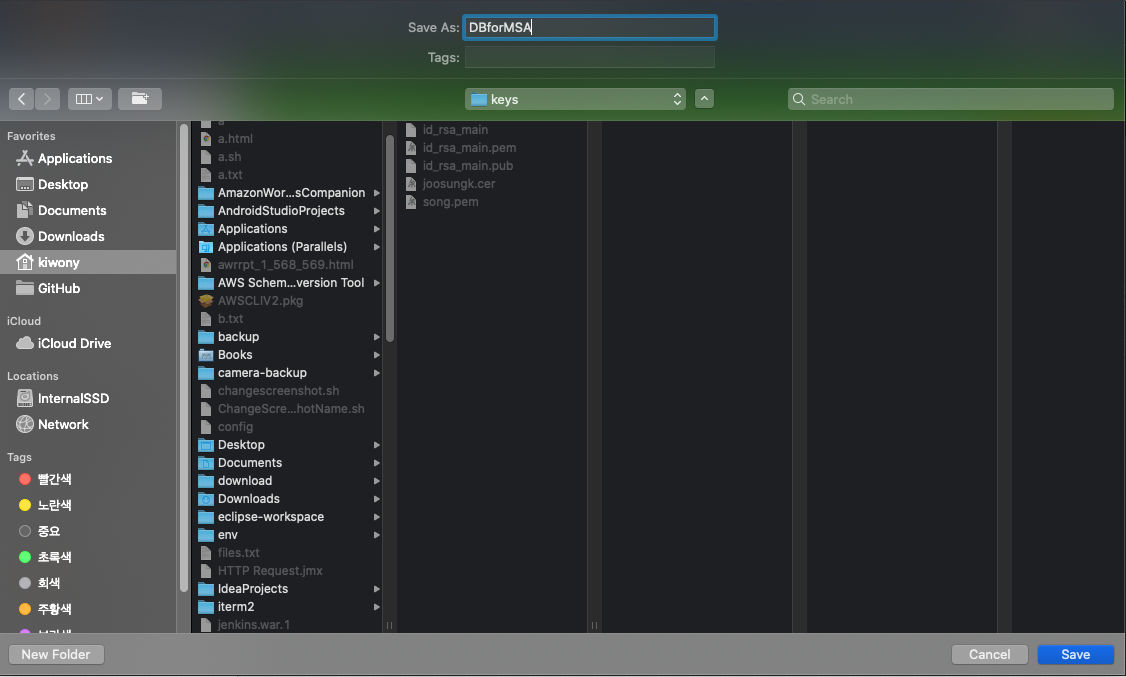 Save As: DBforMSA
Tags:
keys
Search
Favorites
Applications
Desktop
Documents
Downloads
kiwony
GitHub
iCloud
iCloud Drive
Locations
InternalSSD
Network
Tags
빨간색
노란색
중요
초록색
회색
주황색
보라색
a
a.html
a.sh
a.txt
AmazonWor...sCompanion
AndroidStudioProjects
Applications
Applications (Parallels)
awrrpt_1_568_569.html
AWS Schem...version Tool
AWSCLIV2.pkg
b.txt
backup
Books
camera-backup
changescreenshot.sh
ChangeScre...hotName.sh
config
Desktop
Documents
download
Downloads
eclipse-workspace
env
files.txt
HTTP Request.jmx
IdeaProjects
iterm2
jenkins.war.1
id_rsa_main
id_rsa_main.pem
id_rsa_main.pub
joosungk.cer
song.pem
New Folder
Cancel
Save